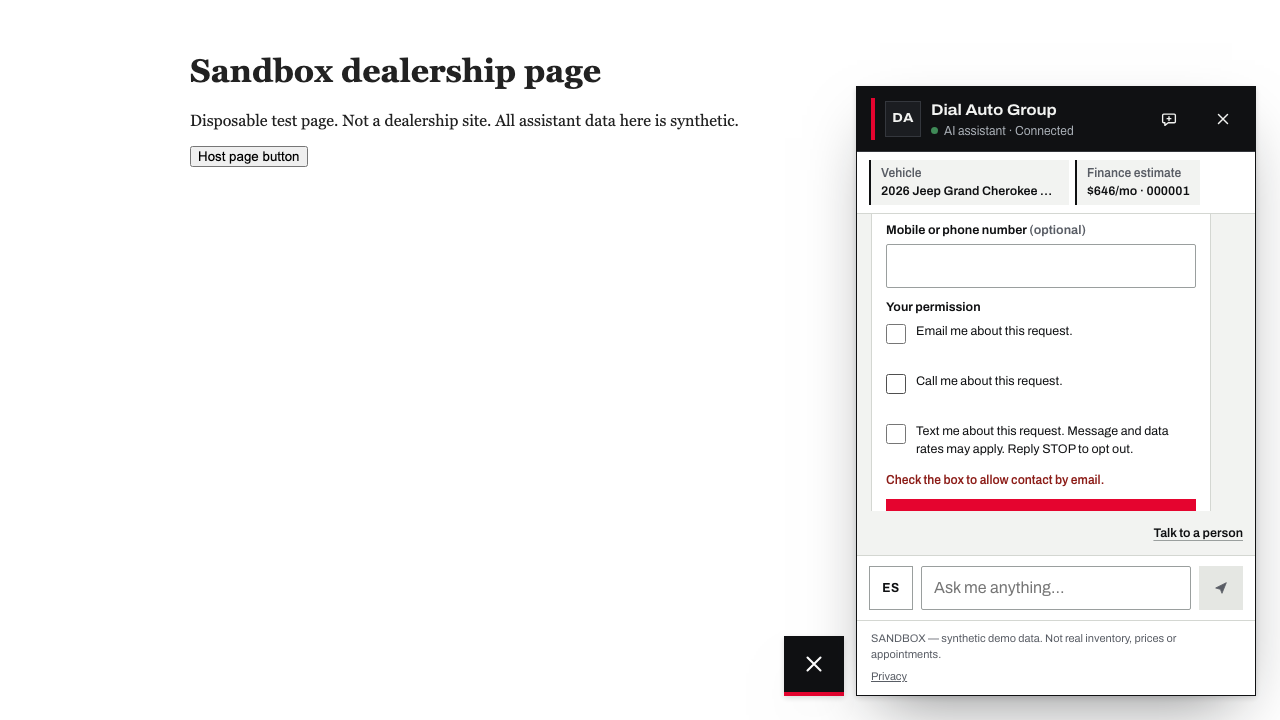 Sandbox dealership page
Disposable test page. Not a dealership site. All assistant data here is synthetic.
Host page button
DA
Dial Auto Group
AI assistant · Connected
Vehicle
2026 Jeep Grand Cherokee ...
Finance estimate
$646/mo · 000001
Mobile or phone number (optional)
Your permission
Email me about this request.
Call me about this request.
Text me about this request. Message and data
rates may apply. Reply STOP to opt out.
Check the box to allow contact by email.
Talk to a person
ES
Ask me anything...
SANDBOX — synthetic demo data. Not real inventory, prices or
appointments.
Privacy